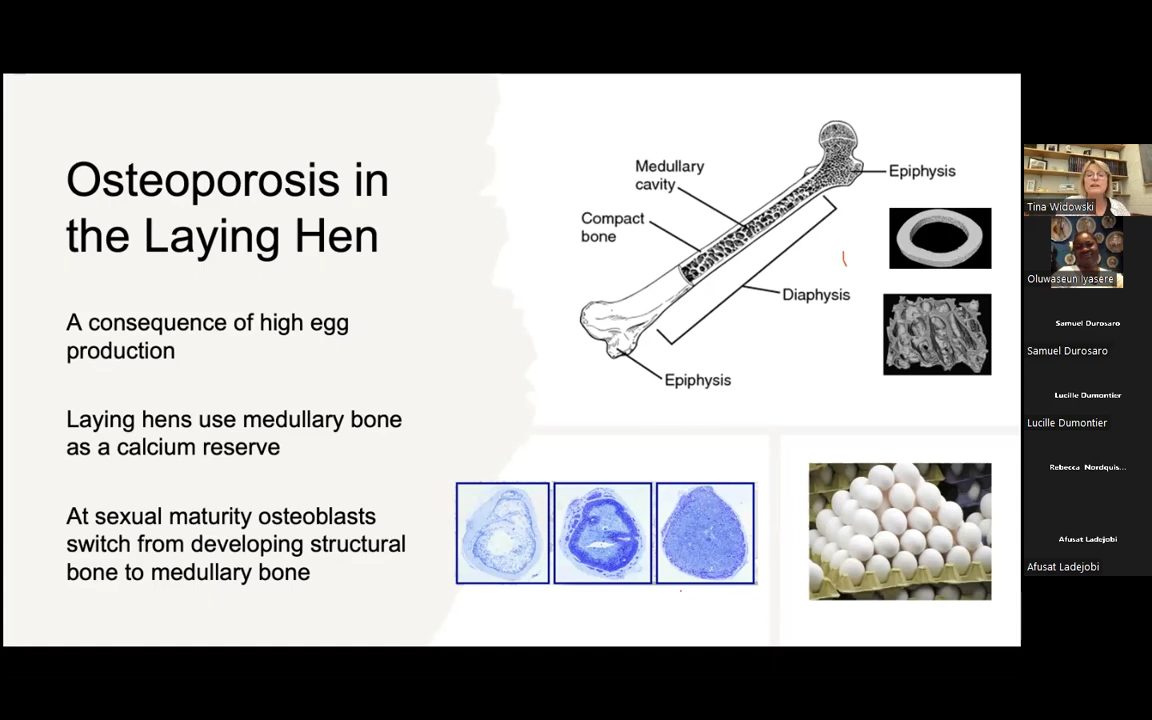 Osteoporosis in
the Laying Hen
A consequence of high egg
production
Laying hens use medullary bone
as a calcium reserve
At sexual maturity osteoblasts
switch from developing structural
bone to medullary bone
Medullary
cavity
Compact
bone
Epiphysis
Diaphysis
Epiphysis
Tina Widowski
Oluwaseun Iyasere
Samuel Durosaro
Samuel Durosaro
Lucille Dumontier
Lucille Dumontier
Rebecca Nordquis...
Afusat Ladejobi
Afusat Ladejobi